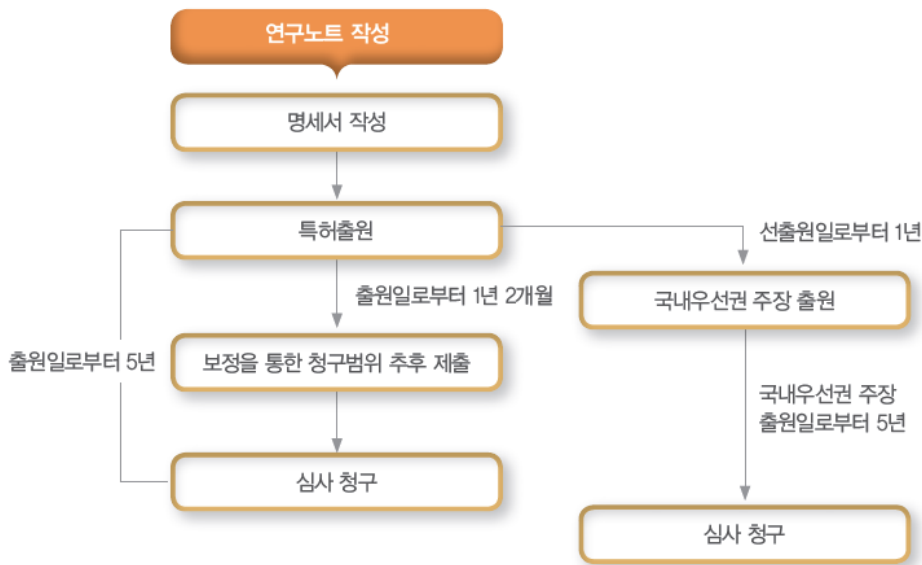 연구노트 작성
명세서 작성
특허출원
선출원일로부터 1년
출원일로부터 1년 2개월
국내우선권 주장 출원
출원일로부터 5년
보정을 통한 청구범위 추후 제출
국내우선권 주장
출원일로부터 5년
심사 청구
심사 청구